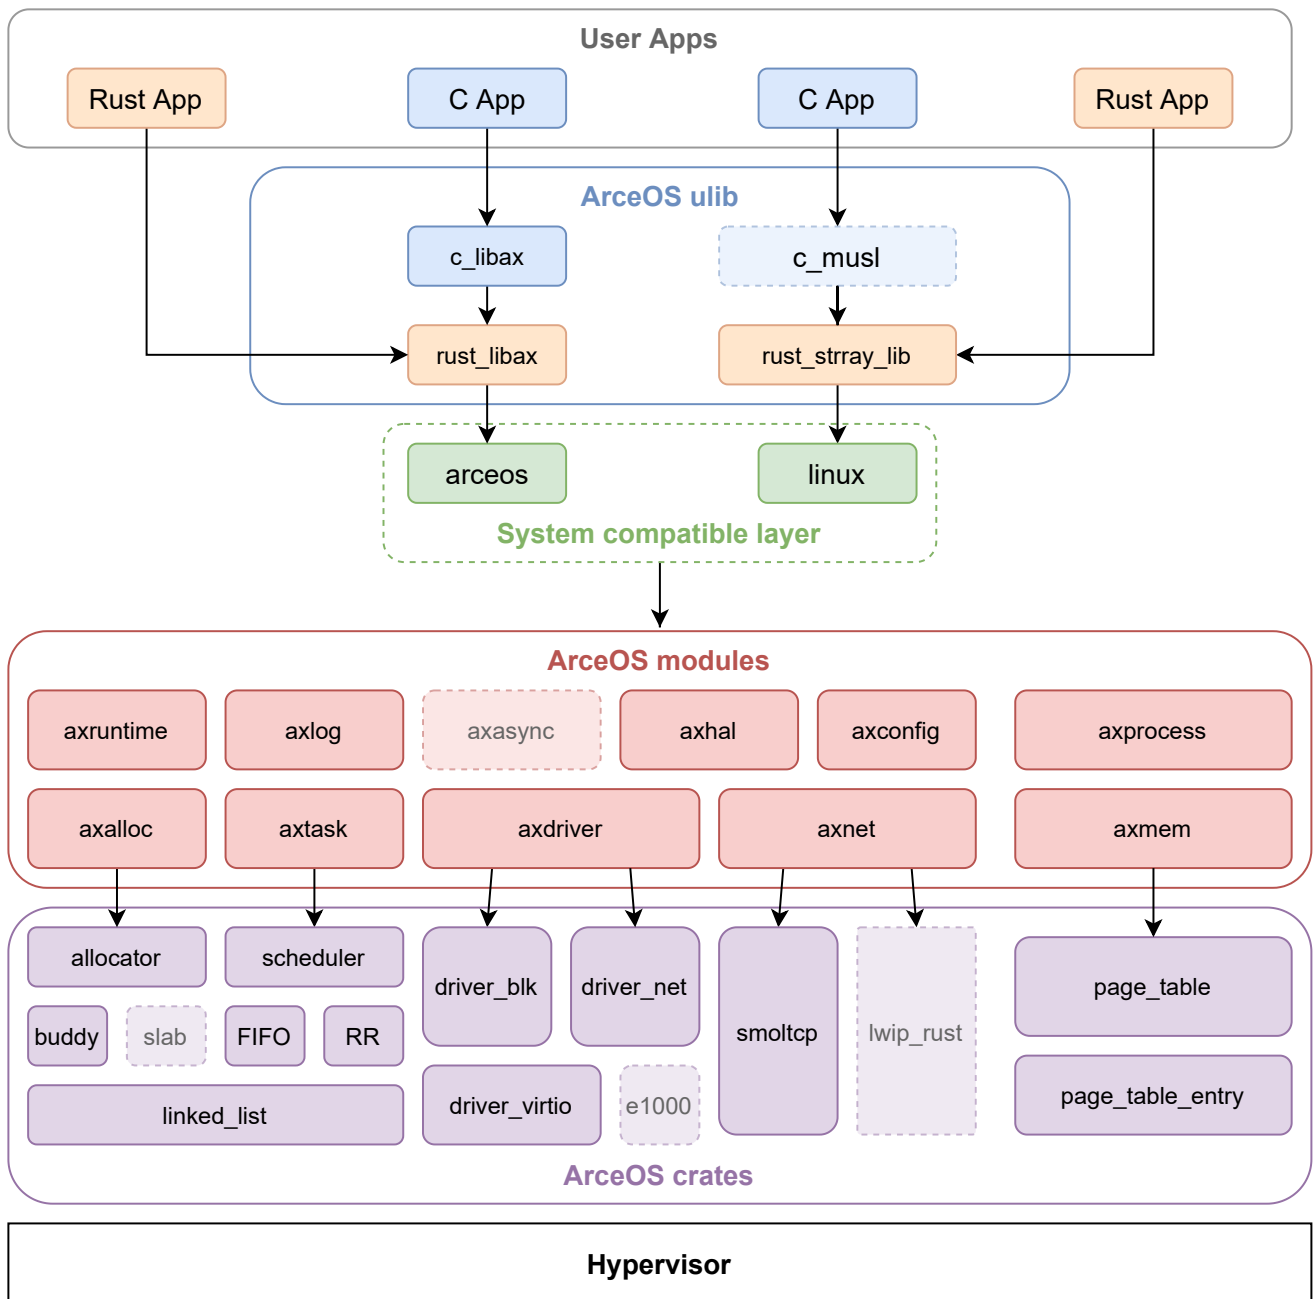 User Apps
Rust App
C App
C App
Rust App
ArceOS ulib
c_libax
c_musl
rust_libax
rust_strray_lib
arceos
linux
System compatible layer
ArceOS modules
axruntime
axlog
axasync
axhal
axconfig
axprocess
axalloc
axtask
axdriver
axnet
axmem
allocator
scheduler
driver_blk
driver_net
smoltcp
lwip_rust
page_table
buddy
slab
FIFO
RR
driver_virtio
e1000
page_table_entry
linked_list
ArceOS crates
Hypervisor